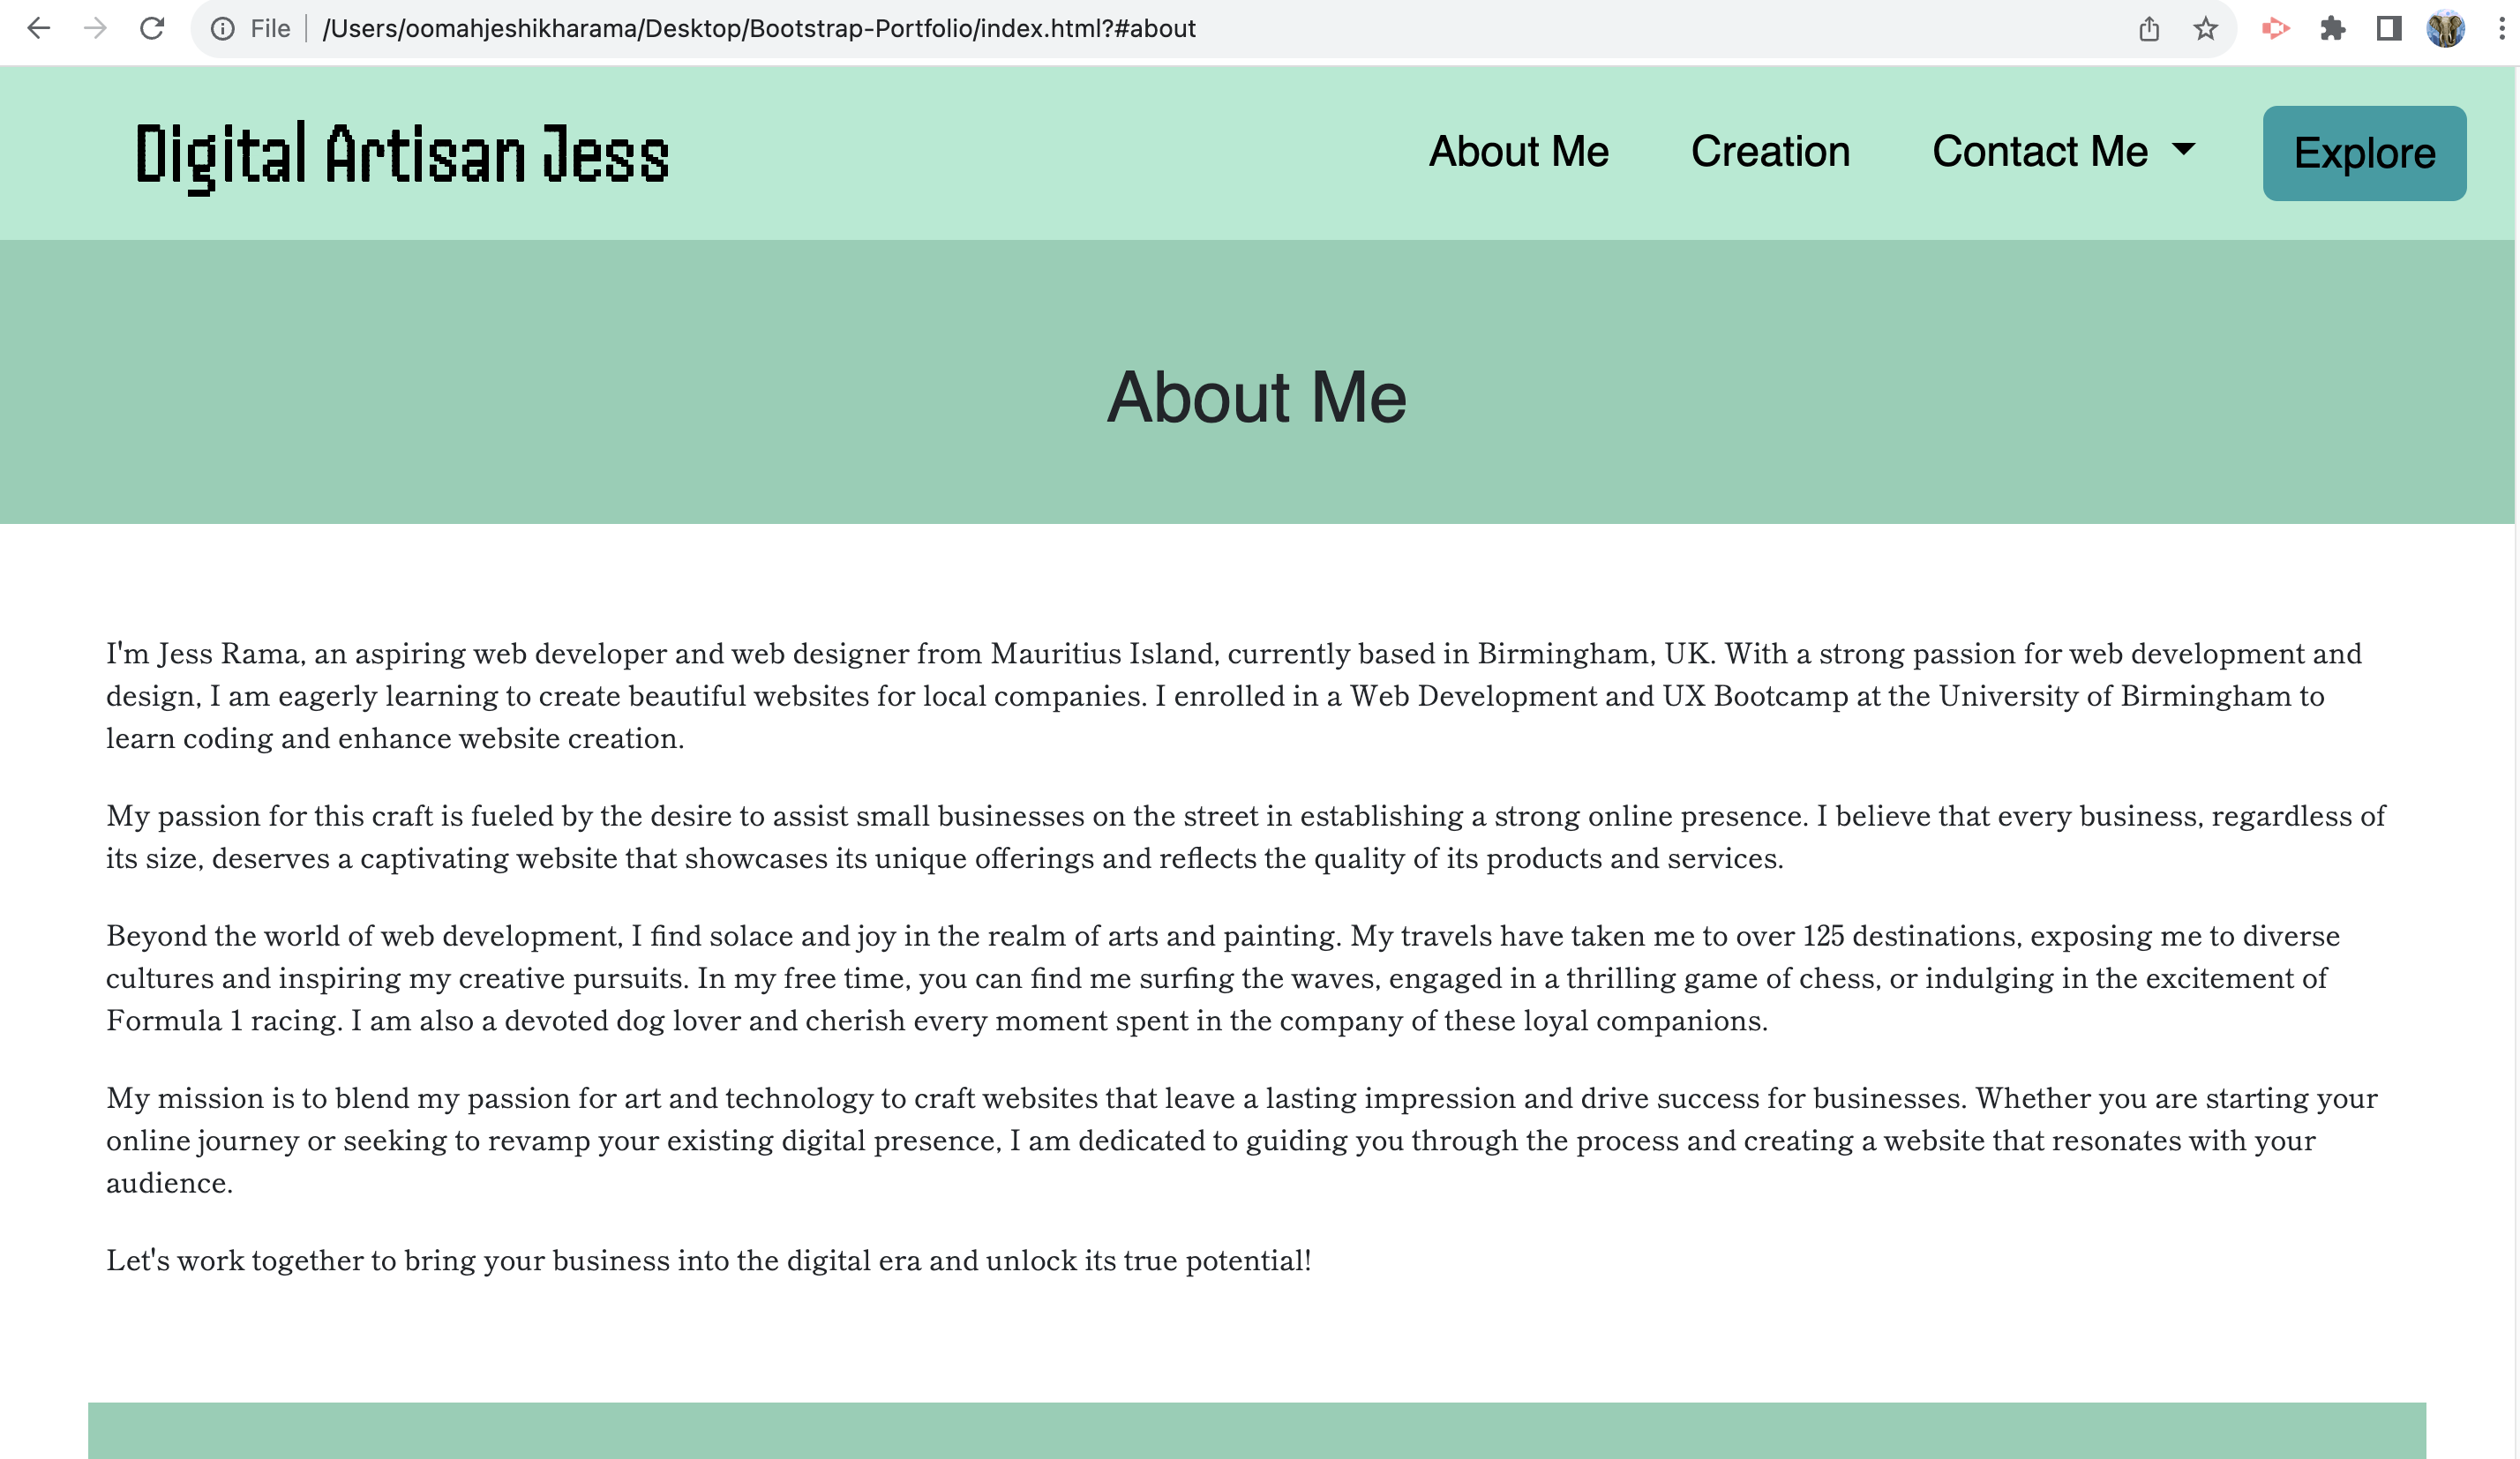 File /Users/oomahjeshikharama/Desktop/Bootstrap-Portfolio/index.html?#about
Digital Artisan Jess
About Me Creation Contact Me Explore
About Me
I'm Jess Rama, an aspiring web developer and web designer from Mauritius Island, currently based in Birmingham, UK. With a strong passion for web development and
design, I am eagerly learning to create beautiful websites for local companies. I enrolled in a Web Development and UX Bootcamp at the University of Birmingham to
learn coding and enhance website creation.
My passion for this craft is fueled by the desire to assist small businesses on the street in establishing a strong online presence. I believe that every business, regardless of
its size, deserves a captivating website that showcases its unique offerings and reflects the quality of its products and services.
Beyond the world of web development, I find solace and joy in the realm of arts and painting. My travels have taken me to over 125 destinations, exposing me to diverse
cultures and inspiring my creative pursuits. In my free time, you can find me surfing the waves, engaged in a thrilling game of chess, or indulging in the excitement of
Formula 1 racing. I am also a devoted dog lover and cherish every moment spent in the company of these loyal companions.
My mission is to blend my passion for art and technology to craft websites that leave a lasting impression and drive success for businesses. Whether you are starting your
online journey or seeking to revamp your existing digital presence, I am dedicated to guiding you through the process and creating a website that resonates with your
audience.
Let's work together to bring your business into the digital era and unlock its true potential!